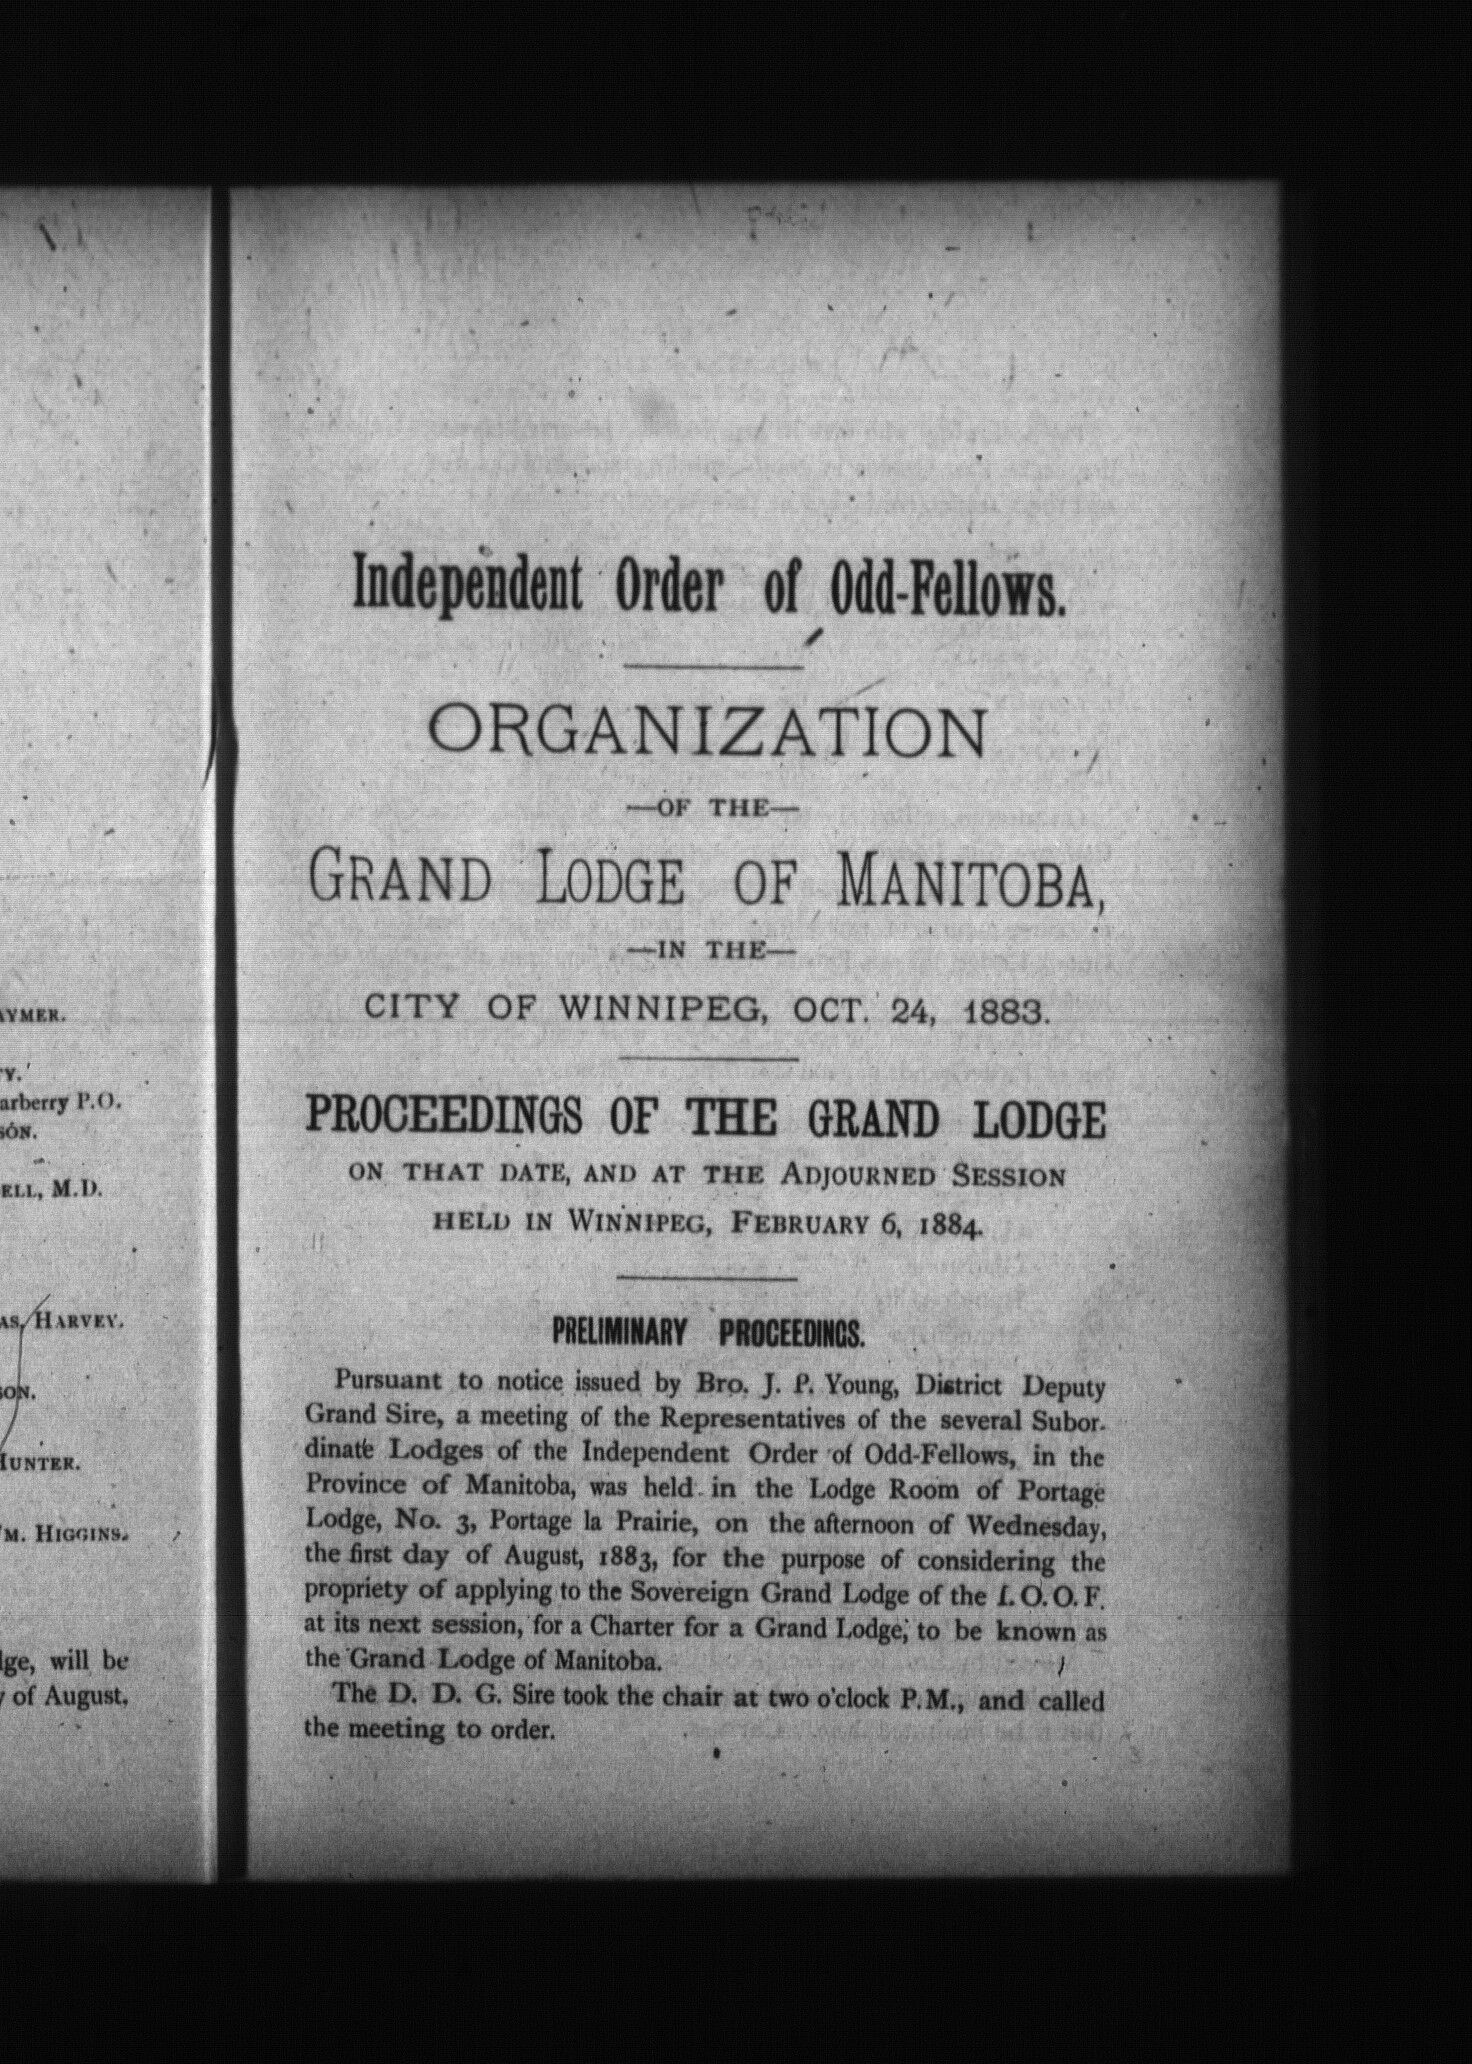 AYMER.
TY.
arberry P.O.
SON.
ELL, M.D.
AS. HARVEY.
SON.
HUNTER.
M. HIGGINS.
lge, will be
y of August.
Independent Order of Odd-Fellows.
ORGANIZATION
—OF THE—
GRAND LODGE OF MANITOBA,
—IN THE—
CITY OF WINNIPEG, OCT. 24, 1883.
PROCEEDINGS OF THE GRAND LODGE
ON THAT DATE, AND AT THE ADJOURNED SESSION
HELD IN WINNIPEG, FEBRUARY 6, 1884.
PRELIMINARY PROCEEDINGS.
Pursuant to notice issued by Bro. J. P. Young, District Deputy
Grand Sire, a meeting of the Representatives of the several Subor-
dinate Lodges of the Independent Order of Odd-Fellows, in the
Province of Manitoba, was held in the Lodge Room of Portage
Lodge, No. 3, Portage la Prairie, on the afternoon of Wednesday,
the first day of August, 1883, for the purpose of considering the
propriety of applying to the Sovereign Grand Lodge of the I. O. O. F.
at its next session, for a Charter for a Grand Lodge, to be known as
the Grand Lodge of Manitoba.
The D. D. G. Sire took the chair at two o'clock P.M., and called
the meeting to order.